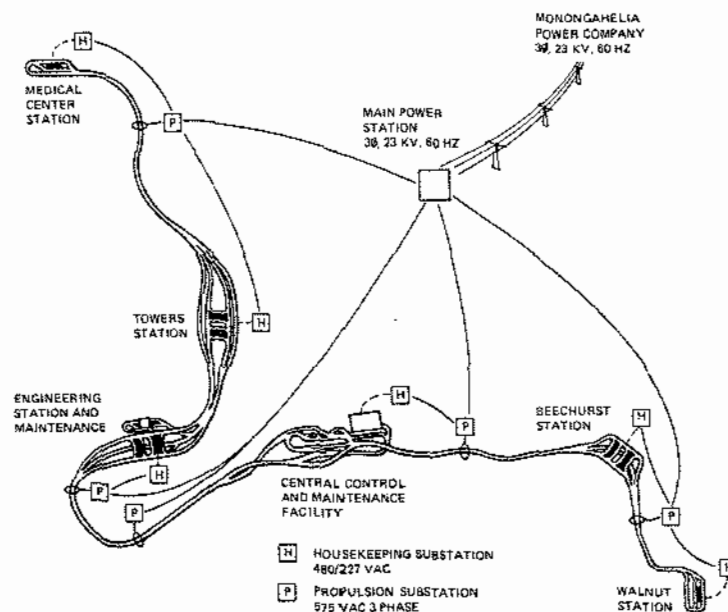 MONONGAHELIA
POWER COMPANY
3Ø, 23 KV, 60 HZ
H
MEDICAL
CENTER
STATION
P
MAIN POWER
STATION
3Ø, 23 KV, 60 HZ
TOWERS
STATION
H
ENGINEERING
STATION AND
MAINTENANCE
H
P
P
H
P
CENTRAL CONTROL
AND MAINTENANCE
FACILITY
BEECHURST
STATION
H
P
H
WALNUT
STATION
H HOUSEKEEPING SUBSTATION
480/227 VAC
P PROPULSION SUBSTATION
575 VAC 3 PHASE